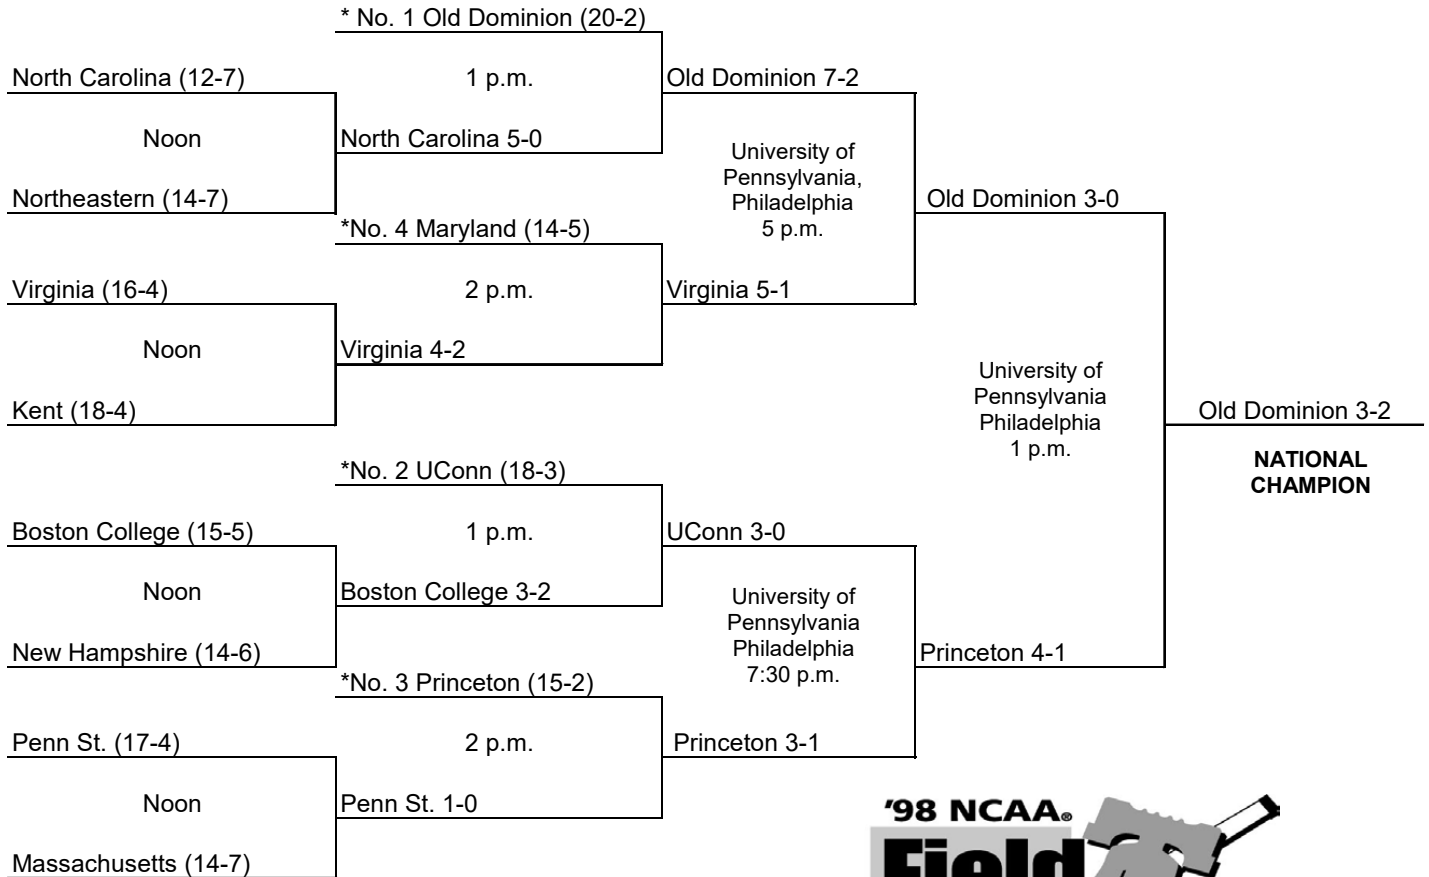 * No. 1 Old Dominion (20-2)
North Carolina (12-7)
1 p.m.
Old Dominion 7-2
Noon
North Carolina 5-0
University of
Pennsylvania,
Philadelphia
5 p.m.
Northeastern (14-7)
Old Dominion 3-0
*No. 4 Maryland (14-5)
Virginia (16-4)
2 p.m.
Virginia 5-1
Noon
Virginia 4-2
University of
Pennsylvania
Philadelphia
1 p.m.
Kent (18-4)
Old Dominion 3-2
NATIONAL
CHAMPION
*No. 2 UConn (18-3)
Boston College (15-5)
1 p.m.
UConn 3-0
Noon
Boston College 3-2
University of
Pennsylvania
Philadelphia
7:30 p.m.
New Hampshire (14-6)
Princeton 4-1
*No. 3 Princeton (15-2)
Penn St. (17-4)
2 p.m.
Princeton 3-1
Noon
Penn St. 1-0
Massachusetts (14-7)
'98 NCAA®
Field